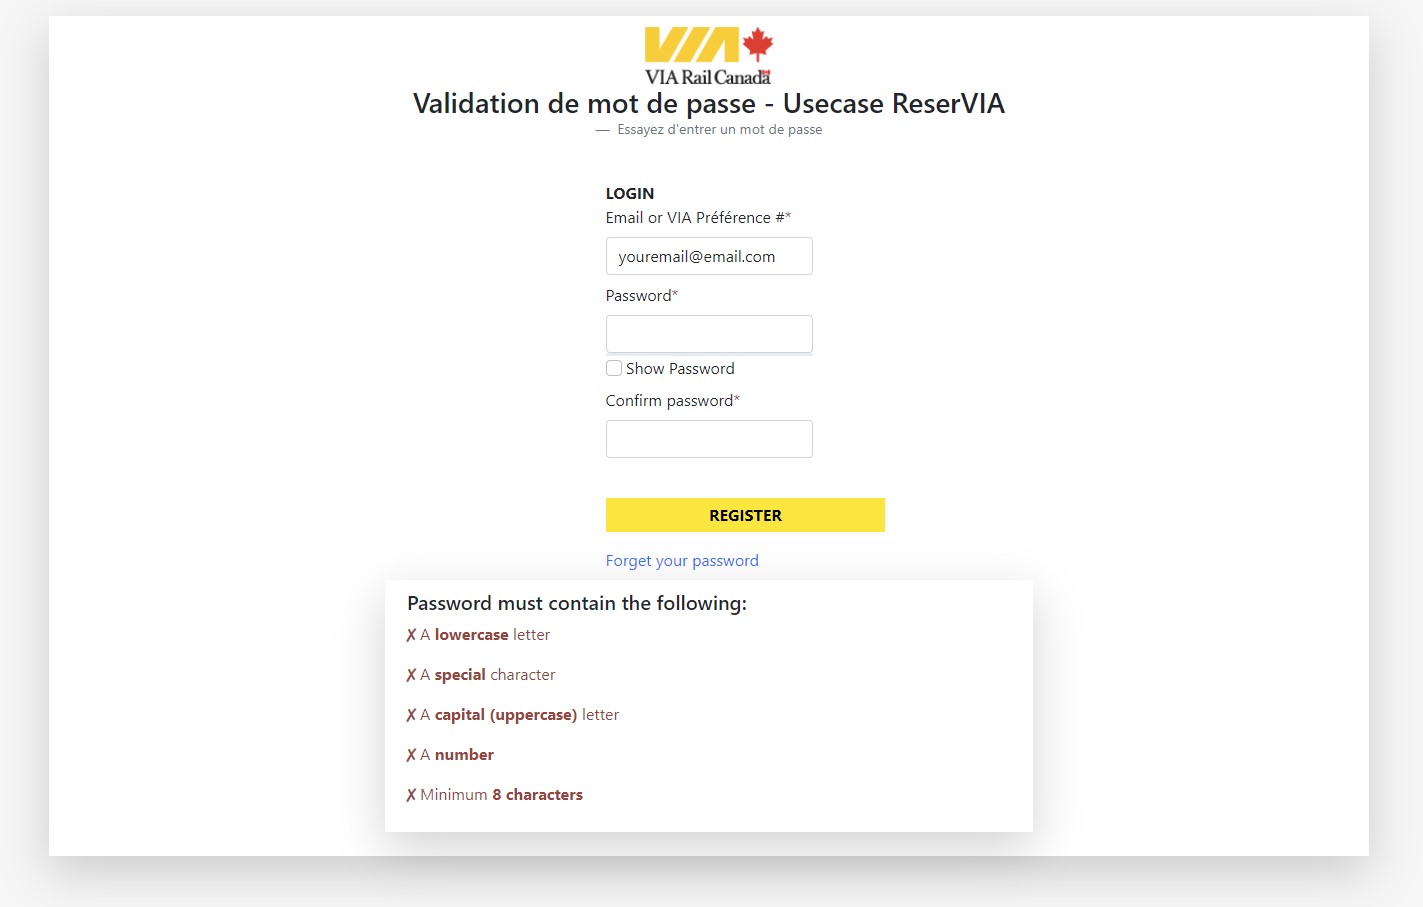 VIA
VIA Rail Canada
Validation de mot de passe - Usecase ReserVIA
— Essayez d'entrer un mot de passe
LOGIN
Email or VIA Préférence #*
youremail@email.com
Password*
Show Password
Confirm password*
REGISTER
Forget your password
Password must contain the following:
✗ A lowercase letter
✗ A special character
✗ A capital (uppercase) letter
✗ A number
✗ Minimum 8 characters